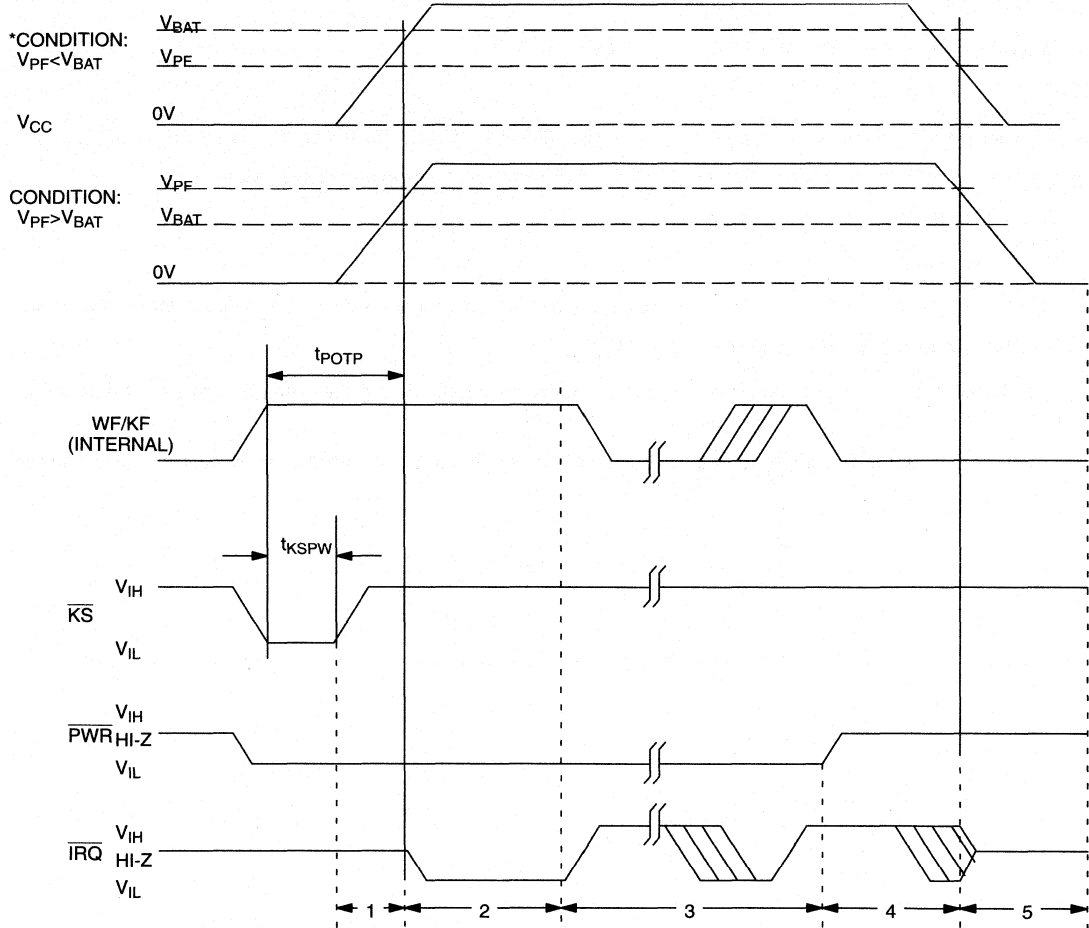 *CONDITION:
VPF<VBAT
VBAT
VPF
0V
VCC
CONDITION:
VPF>VBAT
VPF
VBAT
0V
tPOTP
WF/KF
(INTERNAL)
tKSPW
KS
VIH
VIL
PWR
VIH
HI-Z
VIL
IRQ
VIH
HI-Z
VIL
1 2 3 4 5